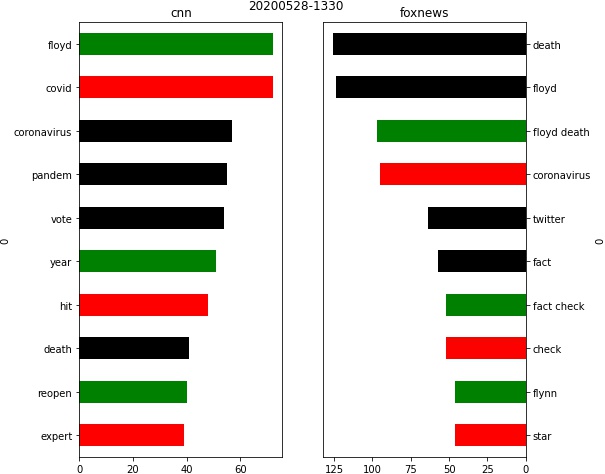 20200528-1330
cnn
floyd
covid
coronavirus
pandem
vote
year
hit
death
reopen
expert
0
0 20 40 60
foxnews
death
floyd
floyd death
coronavirus
twitter
fact
fact check
check
flynn
star
0
125 100 75 50 25 0